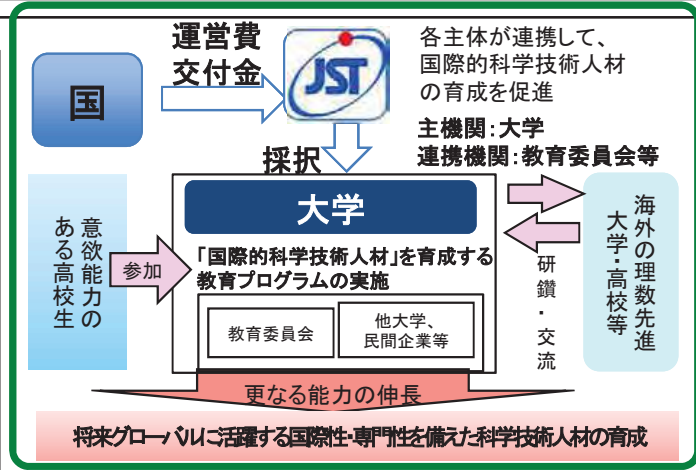 運営費
交付金
国
JST
各主体が連携して、
国際的科学技術人材
の育成を促進
主機関：大学
連携機関：教育委員会等
採択
大学
「国際的科学技術人材」を育成する
教育プログラムの実施
教育委員会
他大学、
民間企業等
意欲能力の
ある高校生
参加
海外の理数先進
大学・高校等
研鑽・交流
更なる能力の伸長
将来グローバルに活躍する国際性・専門性を備えた科学技術人材の育成